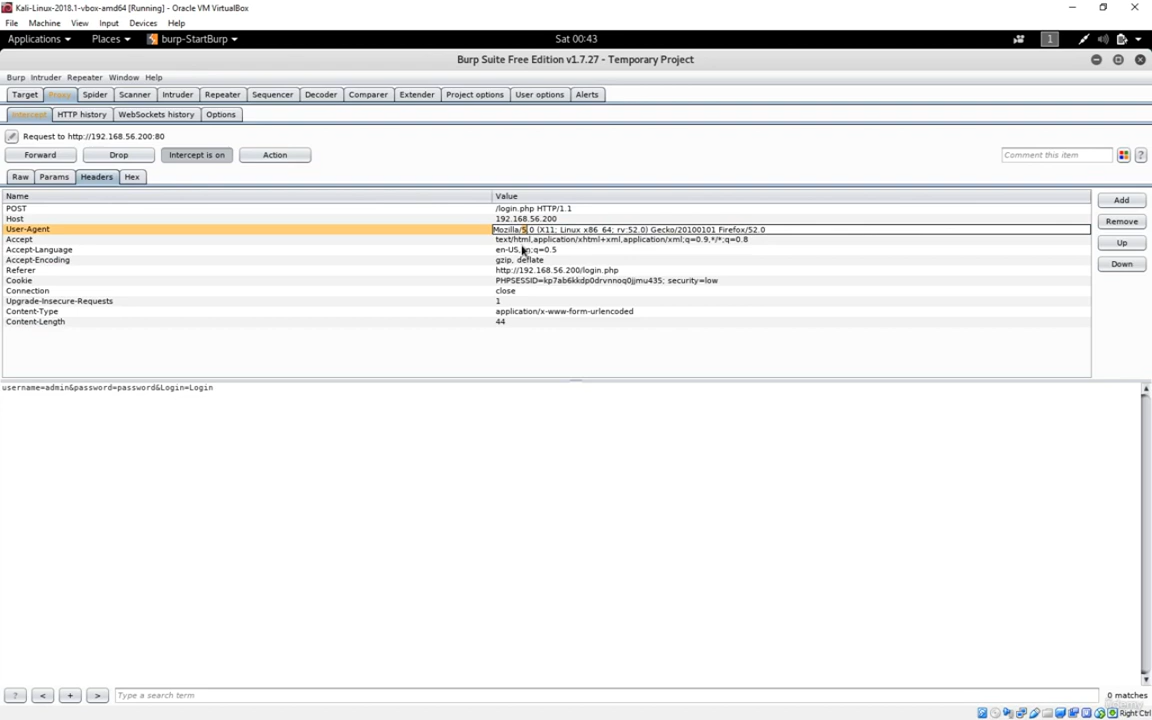 Kali-Linux-2018.1-vbox-amd64 [Running] - Oracle VM VirtualBox
File Machine View Input Devices Help
Applications Places burp-StartBurp Sat 00:43 1
Burp Suite Free Edition v1.7.27 - Temporary Project
Burp Intruder Repeater Window Help
Target Proxy Spider Scanner Intruder Repeater Sequencer Decoder Comparer Extender Project options User options Alerts
Intercept HTTP history WebSockets history Options
Request to http://192.168.56.200:80
Forward Drop Intercept is on Action Comment this item ?
Raw Params Headers Hex
Name Value
POST /login.php HTTP/1.1
Host 192.168.56.200
User-Agent Mozilla/5.0 (X11; Linux x86_64; rv:52.0) Gecko/20100101 Firefox/52.0
Accept text/html,application/xhtml+xml,application/xml;q=0.9,*/*;q=0.8
Accept-Language en-US,en;q=0.5
Accept-Encoding gzip, deflate
Referer http://192.168.56.200/login.php
Cookie PHPSESSID=kp7ab6kkdp0drvnnoq0jjmu435; security=low
Connection close
Upgrade-Insecure-Requests 1
Content-Type application/x-www-form-urlencoded
Content-Length 44
Add
Remove
Up
Down
username=admin&password=password&Login=Login
? < + > Type a search term 0 matches
Right Ctrl